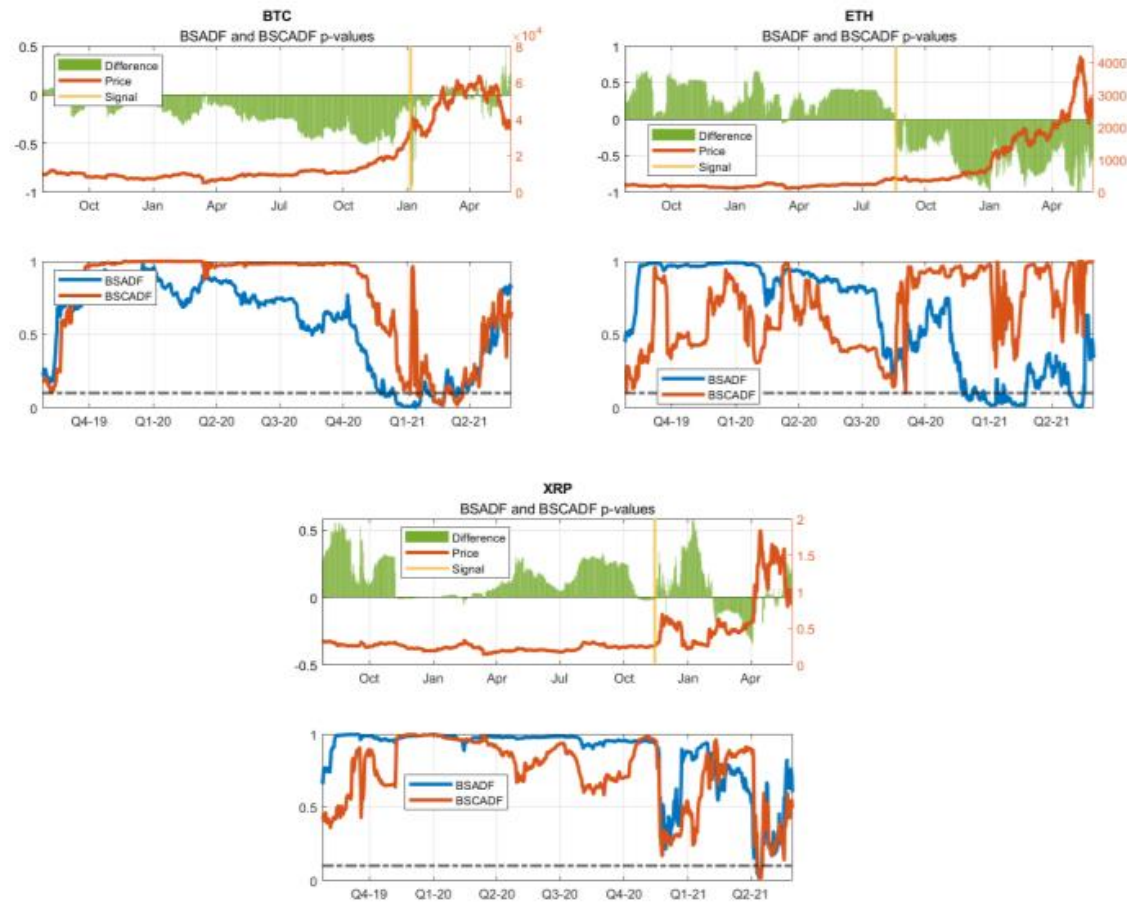 BTC
BSADF and BSCADF p-values
×10⁴
0.5
0
-0.5
-1
8
6
4
2
0
Difference
Price
Signal
Oct Jan Apr Jul Oct Jan Apr
1
0.5
0
BSADF
BSCADF
Q4-19 Q1-20 Q2-20 Q3-20 Q4-20 Q1-21 Q2-21
ETH
BSADF and BSCADF p-values
1
0.5
0
-0.5
-1
4000
3000
2000
1000
0
Difference
Price
Signal
Oct Jan Apr Jul Oct Jan Apr
1
0.5
0
BSADF
BSCADF
Q4-19 Q1-20 Q2-20 Q3-20 Q4-20 Q1-21 Q2-21
XRP
BSADF and BSCADF p-values
0.5
0
-0.5
2
1.5
1
0.5
0
Difference
Price
Signal
Oct Jan Apr Jul Oct Jan Apr
1
0.5
0
BSADF
BSCADF
Q4-19 Q1-20 Q2-20 Q3-20 Q4-20 Q1-21 Q2-21